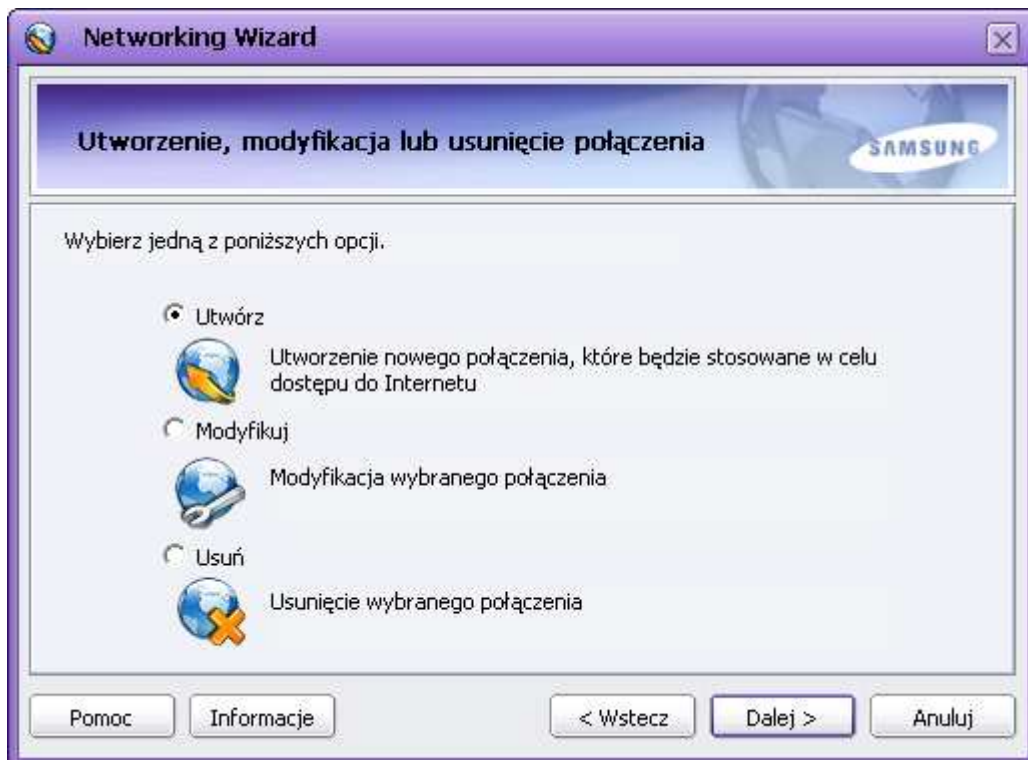 Networking Wizard
Utworzenie, modyfikacja lub usunięcie połączenia
SAMSUNG
Wybierz jedną z poniższych opcji.
Utwórz
Utworzenie nowego połączenia, które będzie stosowane w celu
dostępu do Internetu
Modyfikuj
Modyfikacja wybranego połączenia
Usuń
Usunięcie wybranego połączenia
Pomoc Informacje < Wstecz Dalej > Anuluj